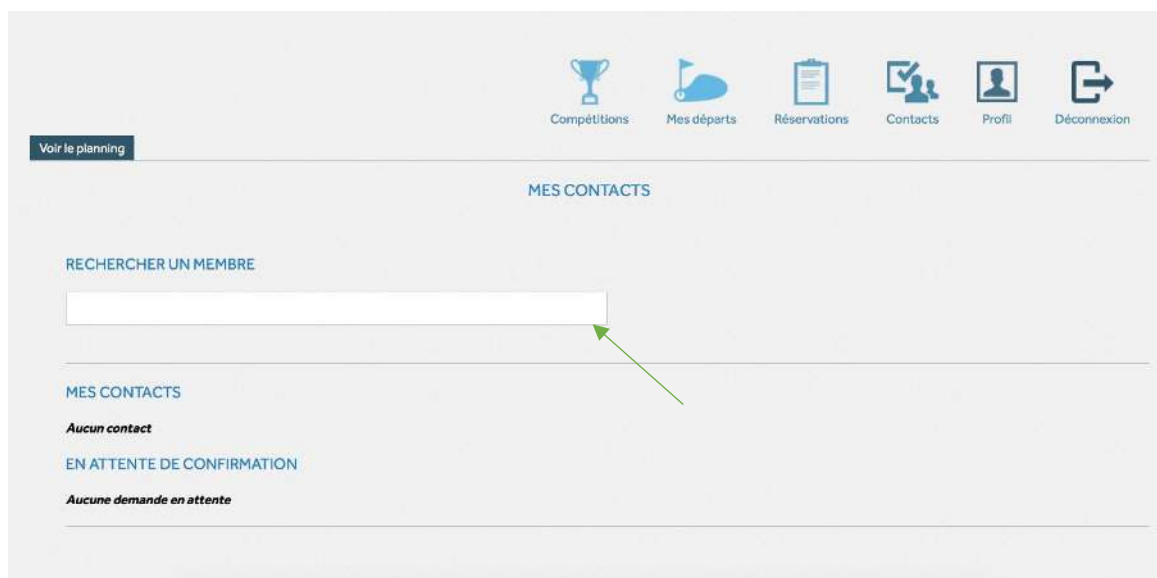 Compétitions
Mes départs
Réservations
Contacts
Profil
Déconnexion
Voir le planning
MES CONTACTS
RECHERCHER UN MEMBRE
MES CONTACTS
Aucun contact
EN ATTENTE DE CONFIRMATION
Aucune demande en attente